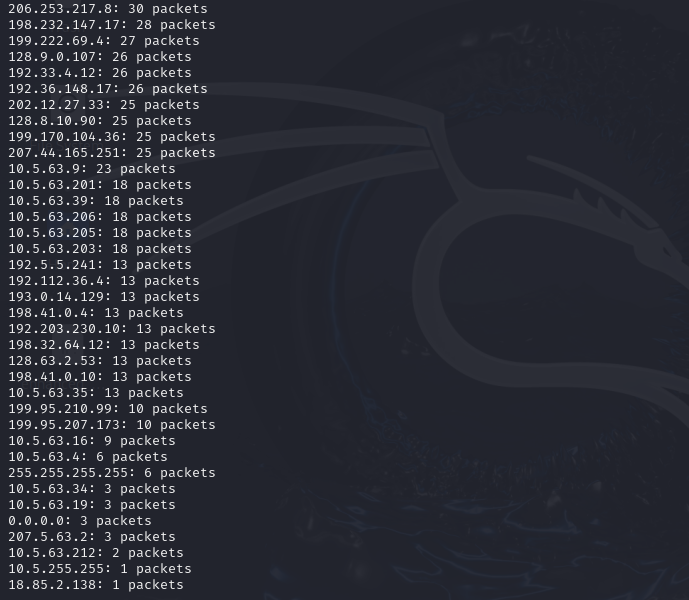 206.253.217.8: 30 packets
198.232.147.17: 28 packets
199.222.69.4: 27 packets
128.9.0.107: 26 packets
192.33.4.12: 26 packets
192.36.148.17: 26 packets
202.12.27.33: 25 packets
128.8.10.90: 25 packets
199.170.104.36: 25 packets
207.44.165.251: 25 packets
10.5.63.9: 23 packets
10.5.63.201: 18 packets
10.5.63.39: 18 packets
10.5.63.206: 18 packets
10.5.63.205: 18 packets
10.5.63.203: 18 packets
192.5.5.241: 13 packets
192.112.36.4: 13 packets
193.0.14.129: 13 packets
198.41.0.4: 13 packets
192.203.230.10: 13 packets
198.32.64.12: 13 packets
128.63.2.53: 13 packets
198.41.0.10: 13 packets
10.5.63.35: 13 packets
199.95.210.99: 10 packets
199.95.207.173: 10 packets
10.5.63.16: 9 packets
10.5.63.4: 6 packets
255.255.255.255: 6 packets
10.5.63.34: 3 packets
10.5.63.19: 3 packets
0.0.0.0: 3 packets
207.5.63.2: 3 packets
10.5.63.212: 2 packets
10.5.255.255: 1 packets
18.85.2.138: 1 packets